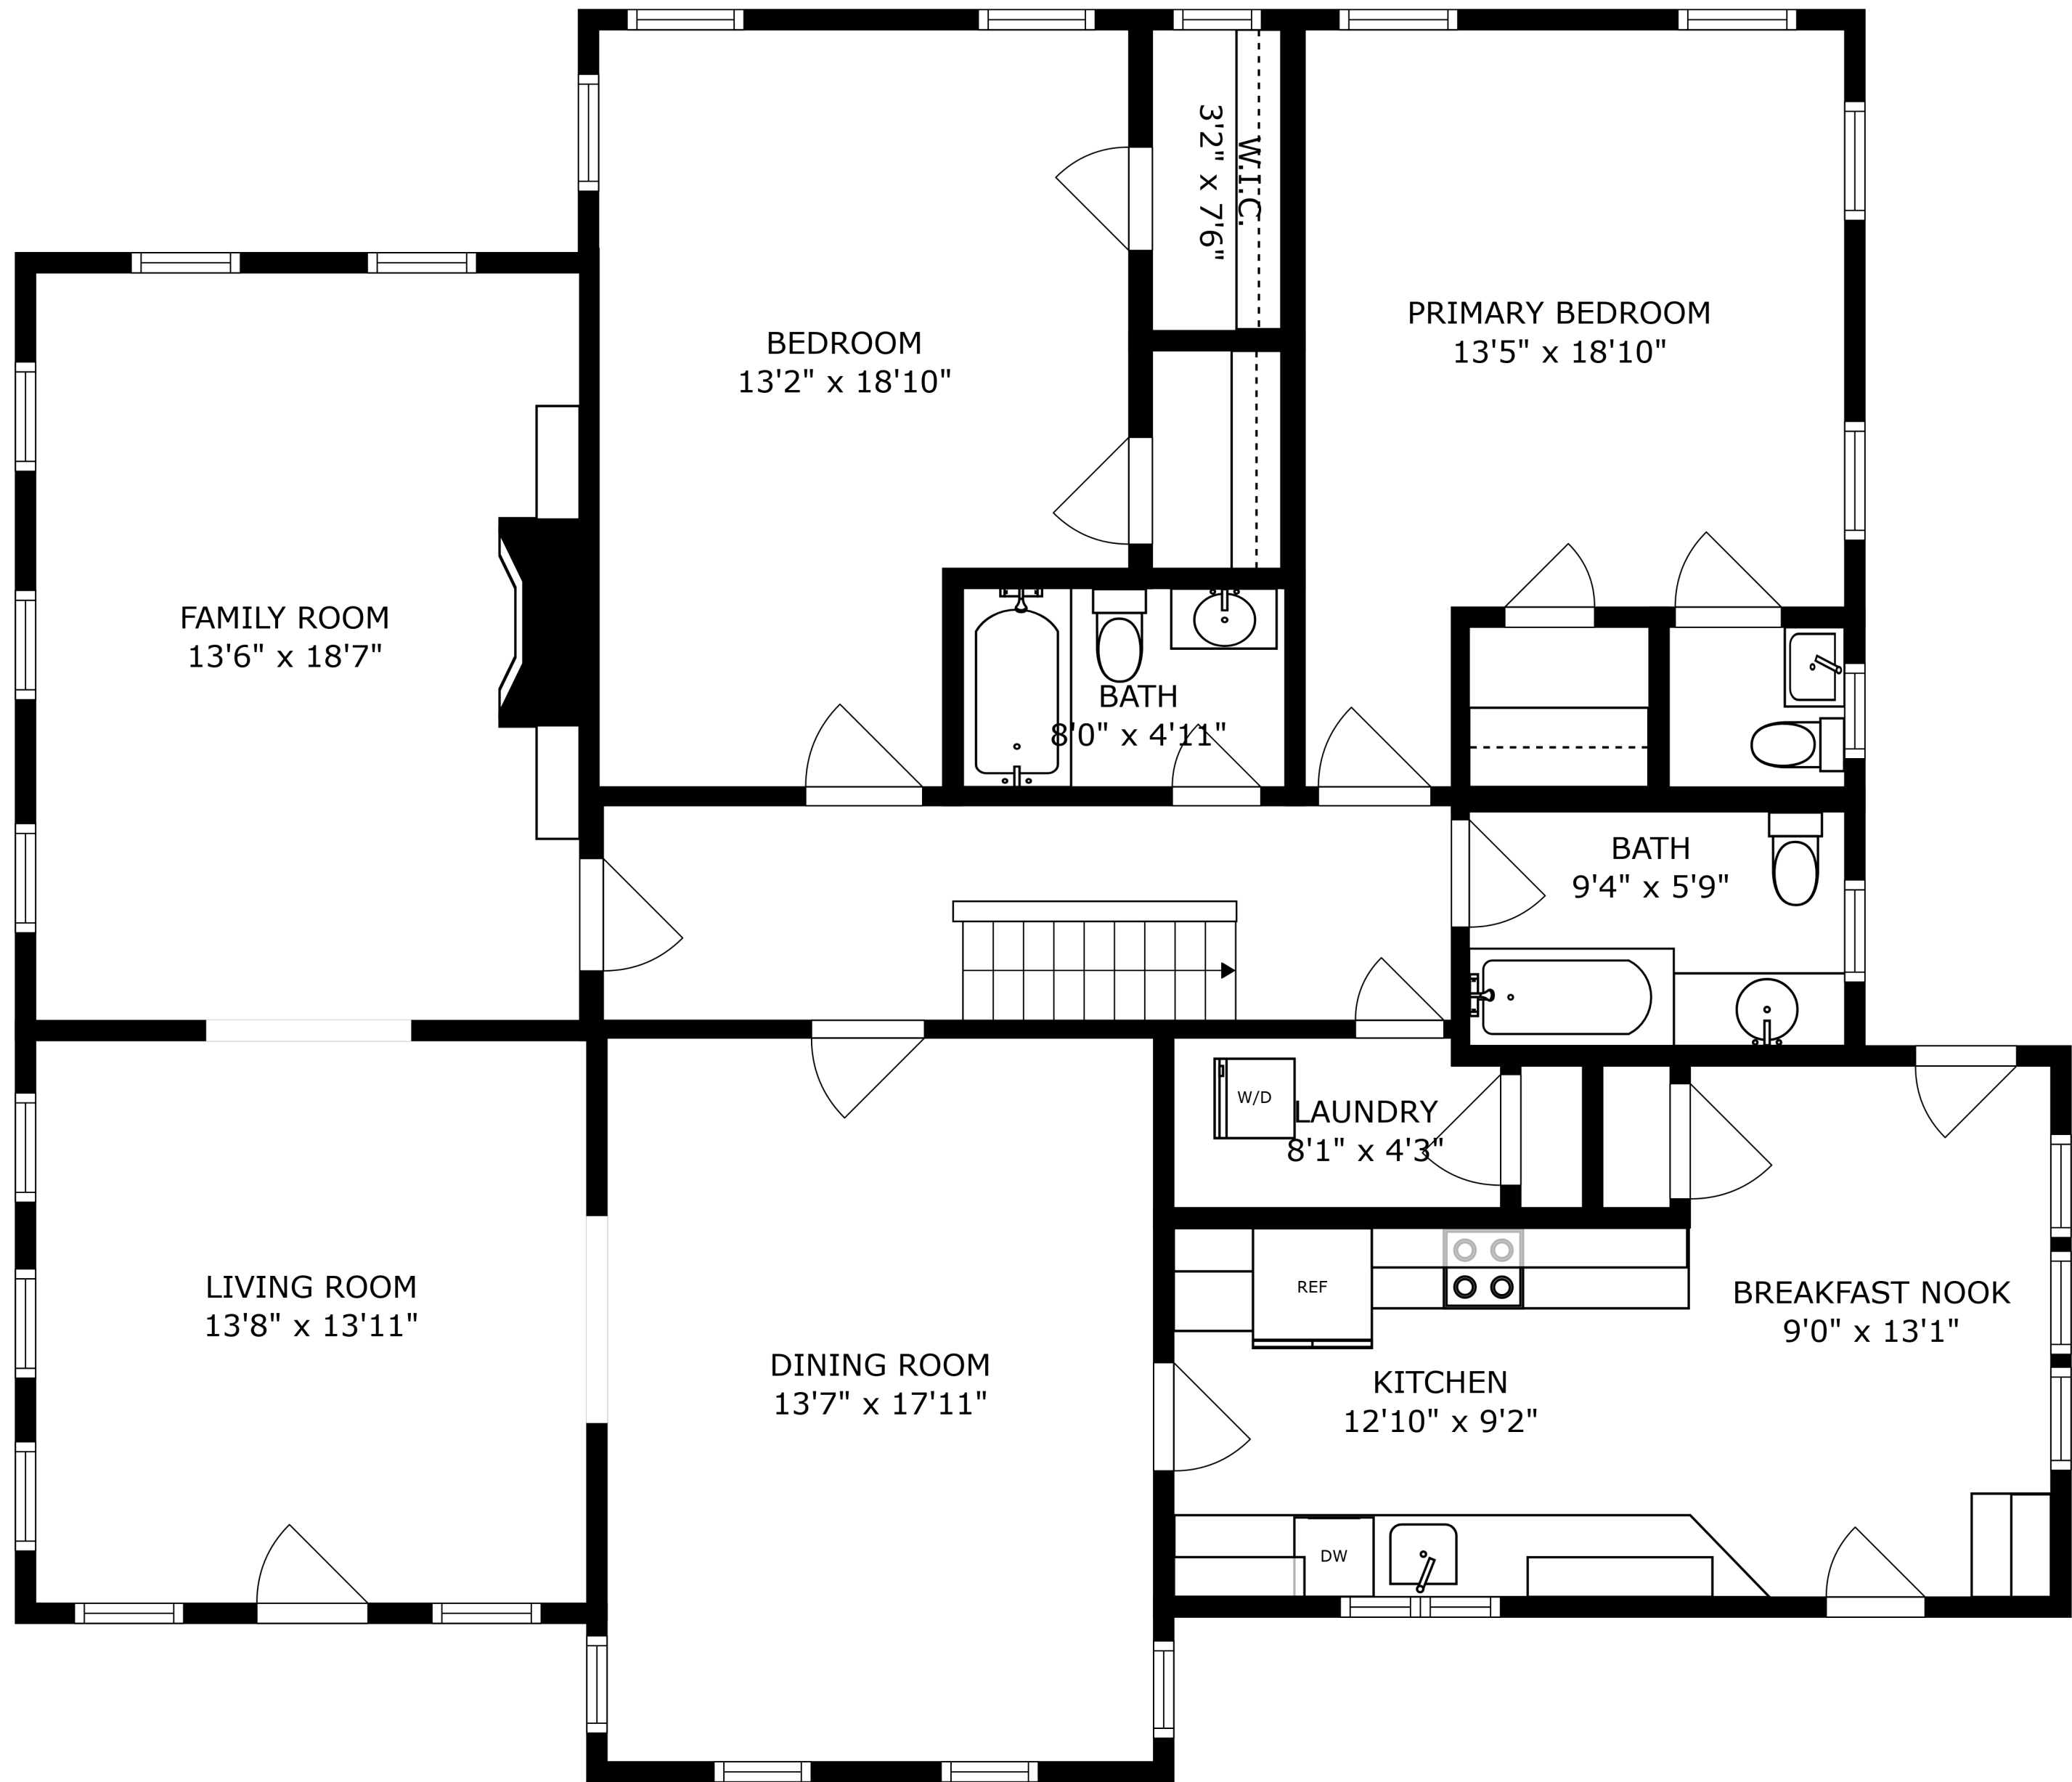 W.I.C.
3'2" x 7'6"
PRIMARY BEDROOM
13'5" x 18'10"
BEDROOM
13'2" x 18'10"
FAMILY ROOM
13'6" x 18'7"
BATH
8'0" x 4'11"
BATH
9'4" x 5'9"
W/D
LAUNDRY
8'1" x 4'3"
LIVING ROOM
13'8" x 13'11"
REF
BREAKFAST NOOK
9'0" x 13'1"
DINING ROOM
13'7" x 17'11"
KITCHEN
12'10" x 9'2"
DW